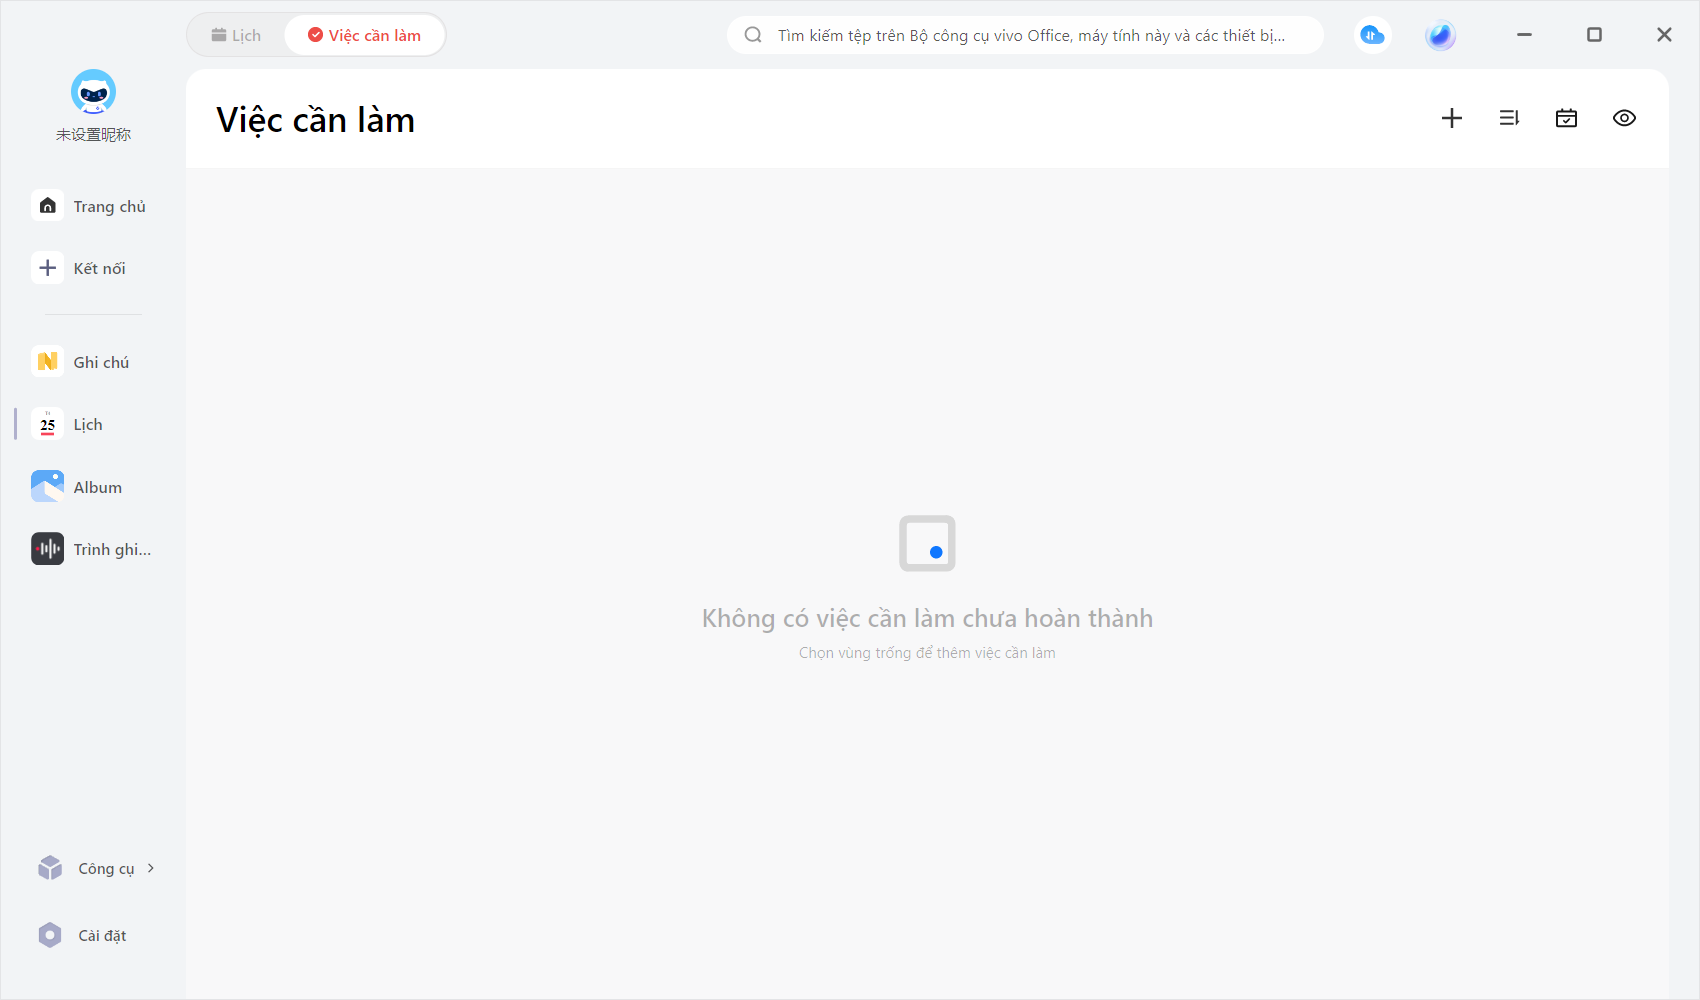 Lịch
Việc cần làm
Tìm kiếm tệp trên Bộ công cụ vivo Office, máy tính này và các thiết bị...
未设置昵称
Việc cần làm
Trang chủ
Kết nối
Ghi chú
25
Lịch
Album
Trình ghi...
Không có việc cần làm chưa hoàn thành
Chọn vùng trống để thêm việc cần làm
Công cụ
Cài đặt